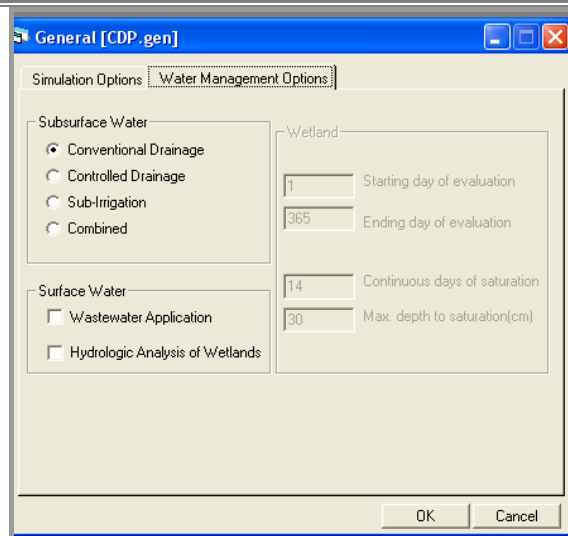 General [CDP.gen]
Simulation Options
Water Management Options
Subsurface Water
Conventional Drainage
Controlled Drainage
Sub-Irrigation
Combined
Surface Water
Wastewater Application
Hydrologic Analysis of Wetlands
Wetland
1 Starting day of evaluation
365 Ending day of evaluation
14 Continuous days of saturation
30 Max. depth to saturation(cm)
OK
Cancel